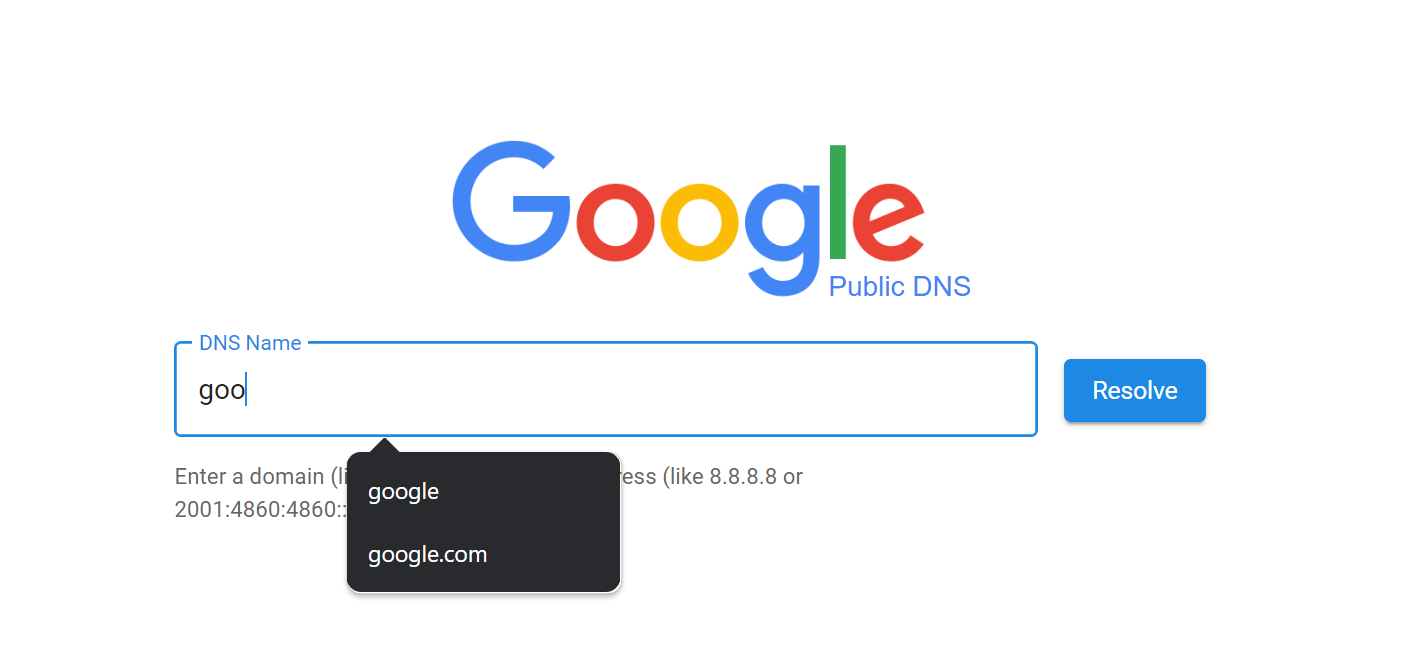 Google
Public DNS
DNS Name
goo
Resolve
Enter a domain (li ress (like 8.8.8.8 or
2001:4860:4860::
google
google.com